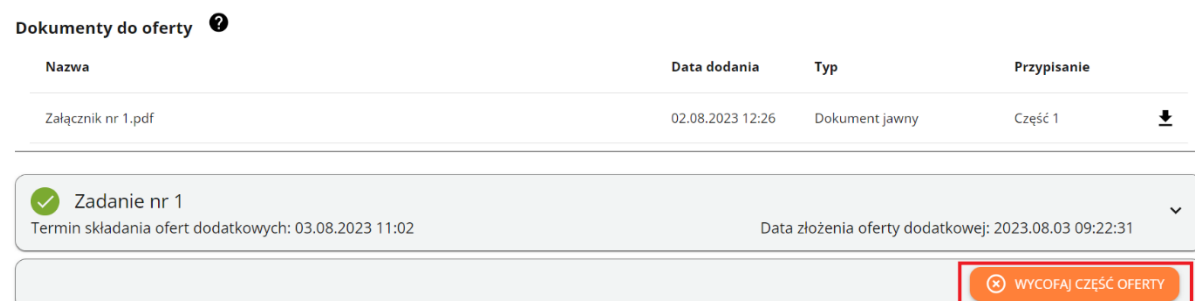 Dokumenty do oferty ?
Nazwa Data dodania Typ Przypisanie
Załącznik nr 1.pdf 02.08.2023 12:26 Dokument jawny Część 1
Zadanie nr 1
Termin składania ofert dodatkowych: 03.08.2023 11:02 Data złożenia oferty dodatkowej: 2023.08.03 09:22:31
WYCOFAJ CZĘŚĆ OFERTY